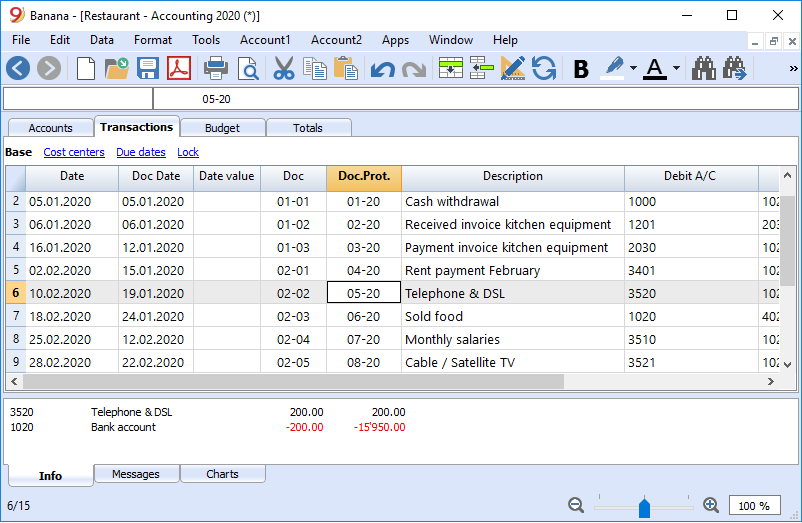 Banana - [Restaurant - Accounting 2020 (*)]
File Edit Data Format Tools Account1 Account2 Apps Window Help
B A »
05-20
Accounts Transactions Budget Totals
Base Cost centers Due dates Lock
Date Doc Date Date value Doc Doc.Prot. Description Debit A/C
2 05.01.2020 05.01.2020 01-01 01-20 Cash withdrawal 1000 102
3 06.01.2020 06.01.2020 01-02 02-20 Received invoice kitchen equipment 1201 203
4 16.01.2020 12.01.2020 01-03 03-20 Payment invoice kitchen equipment 2030 102
5 02.02.2020 15.01.2020 02-01 04-20 Rent payment February 3401 102
6 10.02.2020 19.01.2020 02-02 05-20 Telephone & DSL 3520 102
7 18.02.2020 24.01.2020 02-03 06-20 Sold food 1020 402
8 25.02.2020 12.02.2020 02-04 07-20 Monthly salaries 3510 102
9 28.02.2020 22.02.2020 02-05 08-20 Cable / Satellite TV 3521 102
3520 Telephone & DSL 200.00 200.00
1020 Bank account -200.00 -15'950.00
Info Messages Charts
6/15 100 %